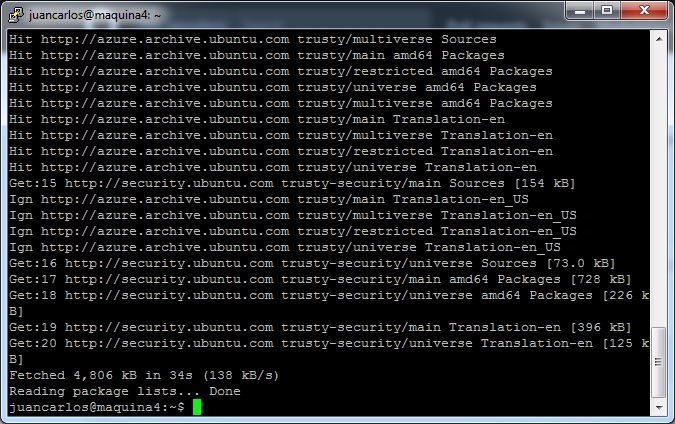 juancarlos@maquina4: ~
Hit http://azure.archive.ubuntu.com trusty/multiverse Sources
Hit http://azure.archive.ubuntu.com trusty/main amd64 Packages
Hit http://azure.archive.ubuntu.com trusty/restricted amd64 Packages
Hit http://azure.archive.ubuntu.com trusty/universe amd64 Packages
Hit http://azure.archive.ubuntu.com trusty/multiverse amd64 Packages
Hit http://azure.archive.ubuntu.com trusty/main Translation-en
Hit http://azure.archive.ubuntu.com trusty/multiverse Translation-en
Hit http://azure.archive.ubuntu.com trusty/restricted Translation-en
Hit http://azure.archive.ubuntu.com trusty/universe Translation-en
Get:15 http://security.ubuntu.com trusty-security/main Sources [154 kB]
Ign http://azure.archive.ubuntu.com trusty/main Translation-en_US
Ign http://azure.archive.ubuntu.com trusty/multiverse Translation-en_US
Ign http://azure.archive.ubuntu.com trusty/restricted Translation-en_US
Ign http://azure.archive.ubuntu.com trusty/universe Translation-en_US
Get:16 http://security.ubuntu.com trusty-security/universe Sources [73.0 kB]
Get:17 http://security.ubuntu.com trusty-security/main amd64 Packages [728 kB]
Get:18 http://security.ubuntu.com trusty-security/universe amd64 Packages [226 k
B]
Get:19 http://security.ubuntu.com trusty-security/main Translation-en [396 kB]
Get:20 http://security.ubuntu.com trusty-security/universe Translation-en [125 k
B]
Fetched 4,806 kB in 34s (138 kB/s)
Reading package lists... Done
juancarlos@maquina4:~$